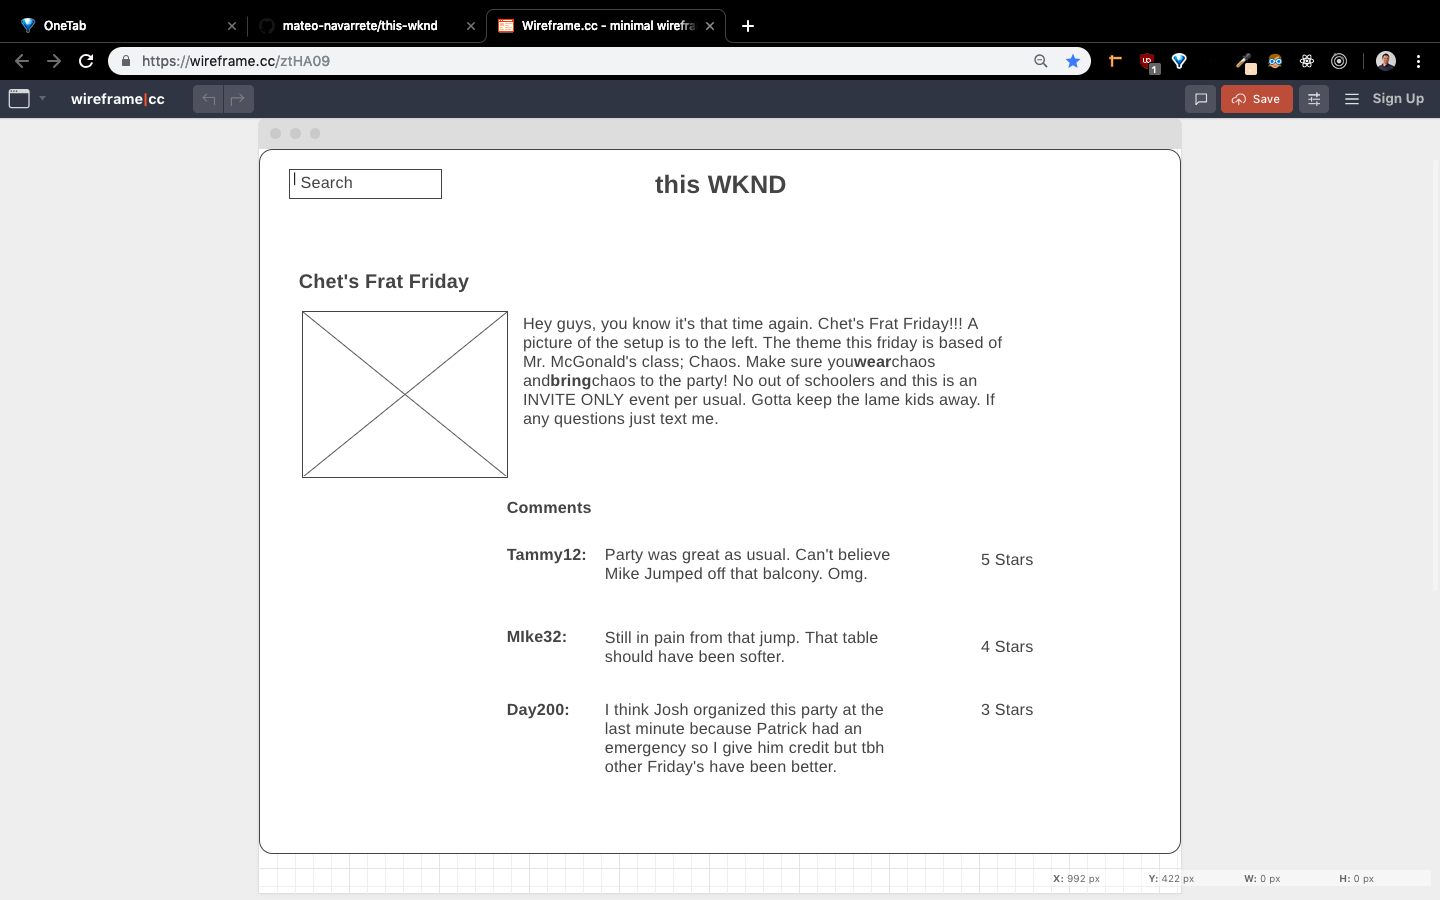 OneTab
mateo-navarrete/this-wknd
Wireframe.cc - minimal wirefra
https://wireframe.cc/ztHA09
1
wireframe|cc
Save
Sign Up
Search
this WKND
Chet's Frat Friday
Hey guys, you know it's that time again. Chet's Frat Friday!!! A
picture of the setup is to the left. The theme this friday is based of
Mr. McGonald's class; Chaos. Make sure youwearchaos
andbringchaos to the party! No out of schoolers and this is an
INVITE ONLY event per usual. Gotta keep the lame kids away. If
any questions just text me.
Comments
Tammy12: Party was great as usual. Can't believe 5 Stars
Mike Jumped off that balcony. Omg.
MIke32: Still in pain from that jump. That table 4 Stars
should have been softer.
Day200: I think Josh organized this party at the 3 Stars
last minute because Patrick had an
emergency so I give him credit but tbh
other Friday's have been better.
X: 992 px Y: 422 px W: 0 px H: 0 px